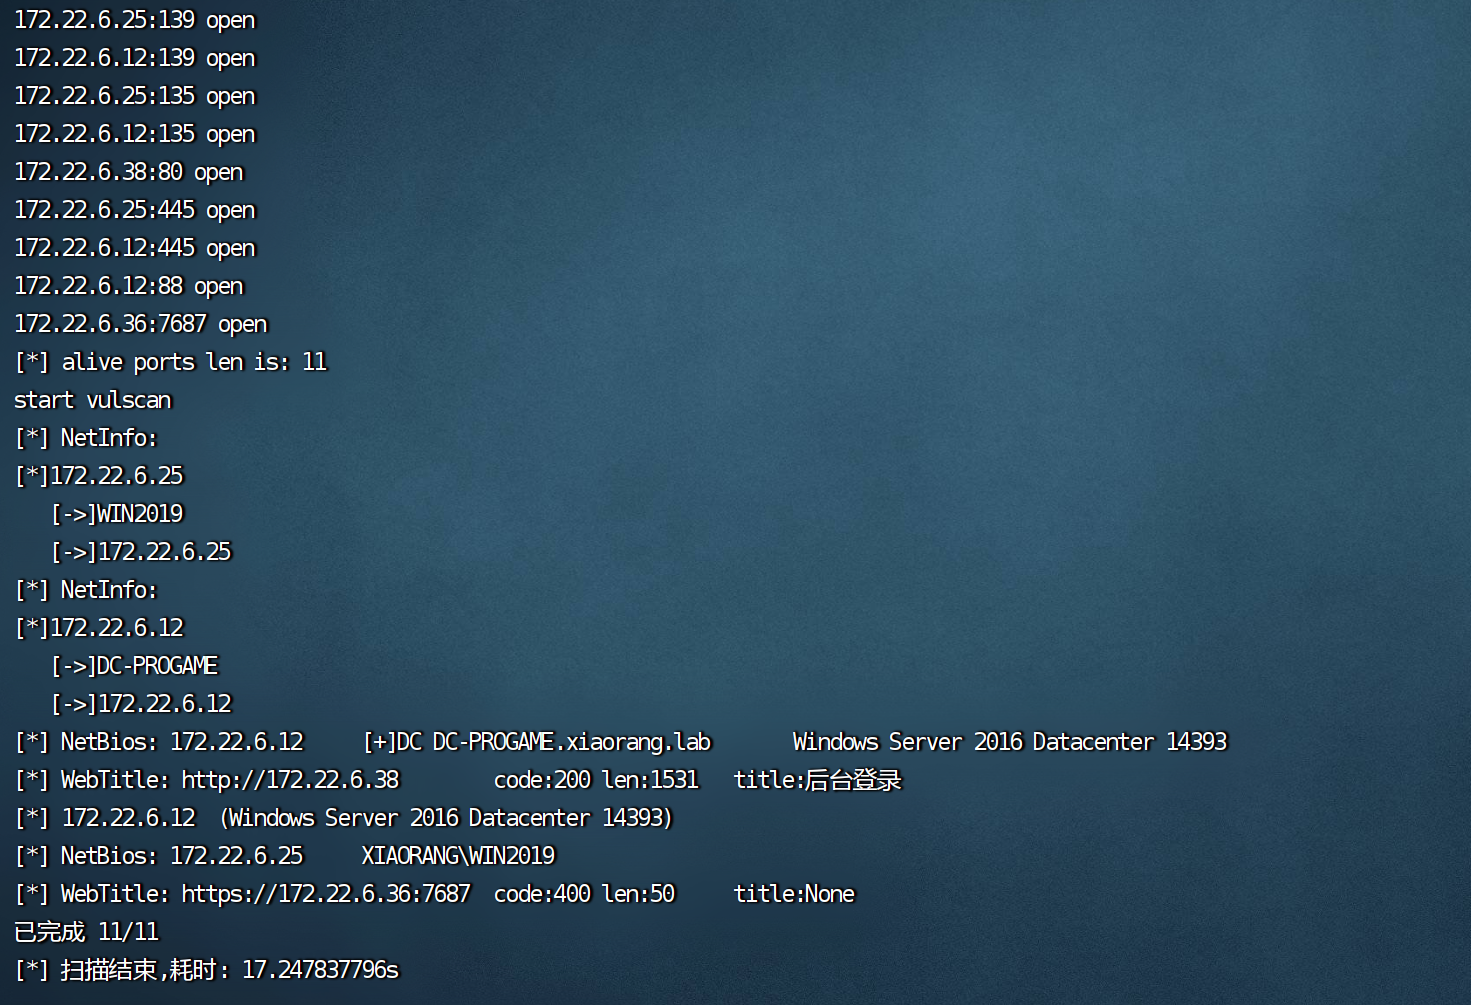 172.22.6.25:139 open
172.22.6.12:139 open
172.22.6.25:135 open
172.22.6.12:135 open
172.22.6.38:80 open
172.22.6.25:445 open
172.22.6.12:445 open
172.22.6.12:88 open
172.22.6.36:7687 open
[*] alive ports len is: 11
start vulscan
[*] NetInfo:
[*]172.22.6.25
   [->]WIN2019
   [->]172.22.6.25
[*] NetInfo:
[*]172.22.6.12
   [->]DC-PROGAME
   [->]172.22.6.12
[*] NetBios: 172.22.6.12     [+]DC DC-PROGAME.xiaorang.lab       Windows Server 2016 Datacenter 14393
[*] WebTitle: http://172.22.6.38        code:200 len:1531   title:后台登录
[*] 172.22.6.12  (Windows Server 2016 Datacenter 14393)
[*] NetBios: 172.22.6.25     XIAORANG\WIN2019
[*] WebTitle: https://172.22.6.36:7687  code:400 len:50     title:None
已完成 11/11
[*] 扫描结束,耗时: 17.247837796s